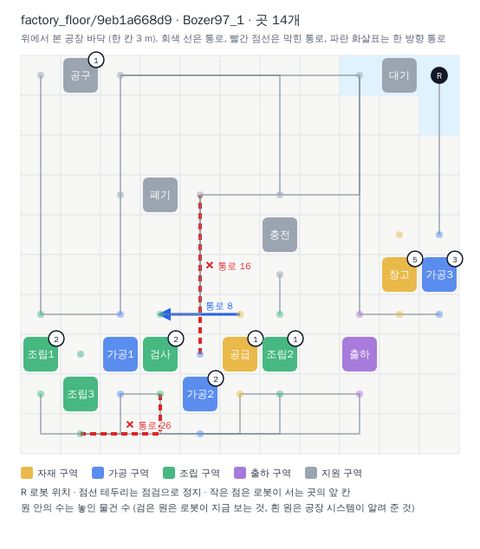 factory_floor/9eb1a668d9 · Bozer97_1 · 곳 14개
위에서 본 공장 바닥 (한 칸 3 m). 회색 선은 통로, 빨간 점선은 막힌 통로, 파란 화살표는 한 방향 통로
공구 1
대기
R
폐기
충전
✕ 통로 16
창고 5
가공3 3
통로 8
조립1 2
가공1
검사 2
공급 1
조립2 1
출하
조립3
가공2 2
✕ 통로 26
자재 구역 가공 구역 조립 구역 출하 구역 지원 구역
R 로봇 위치 · 점선 테두리는 점검으로 정지 · 작은 점은 로봇이 서는 곳의 앞 칸
원 안의 수는 놓인 물건 수 (검은 원은 로봇이 지금 보는 것, 흰 원은 공장 시스템이 알려 준 것)